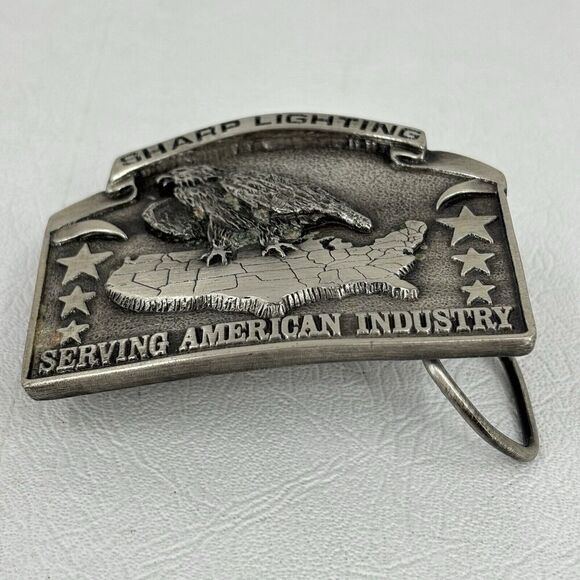 SHARP LIGHTING
SERVING AMERICAN INDUSTRY